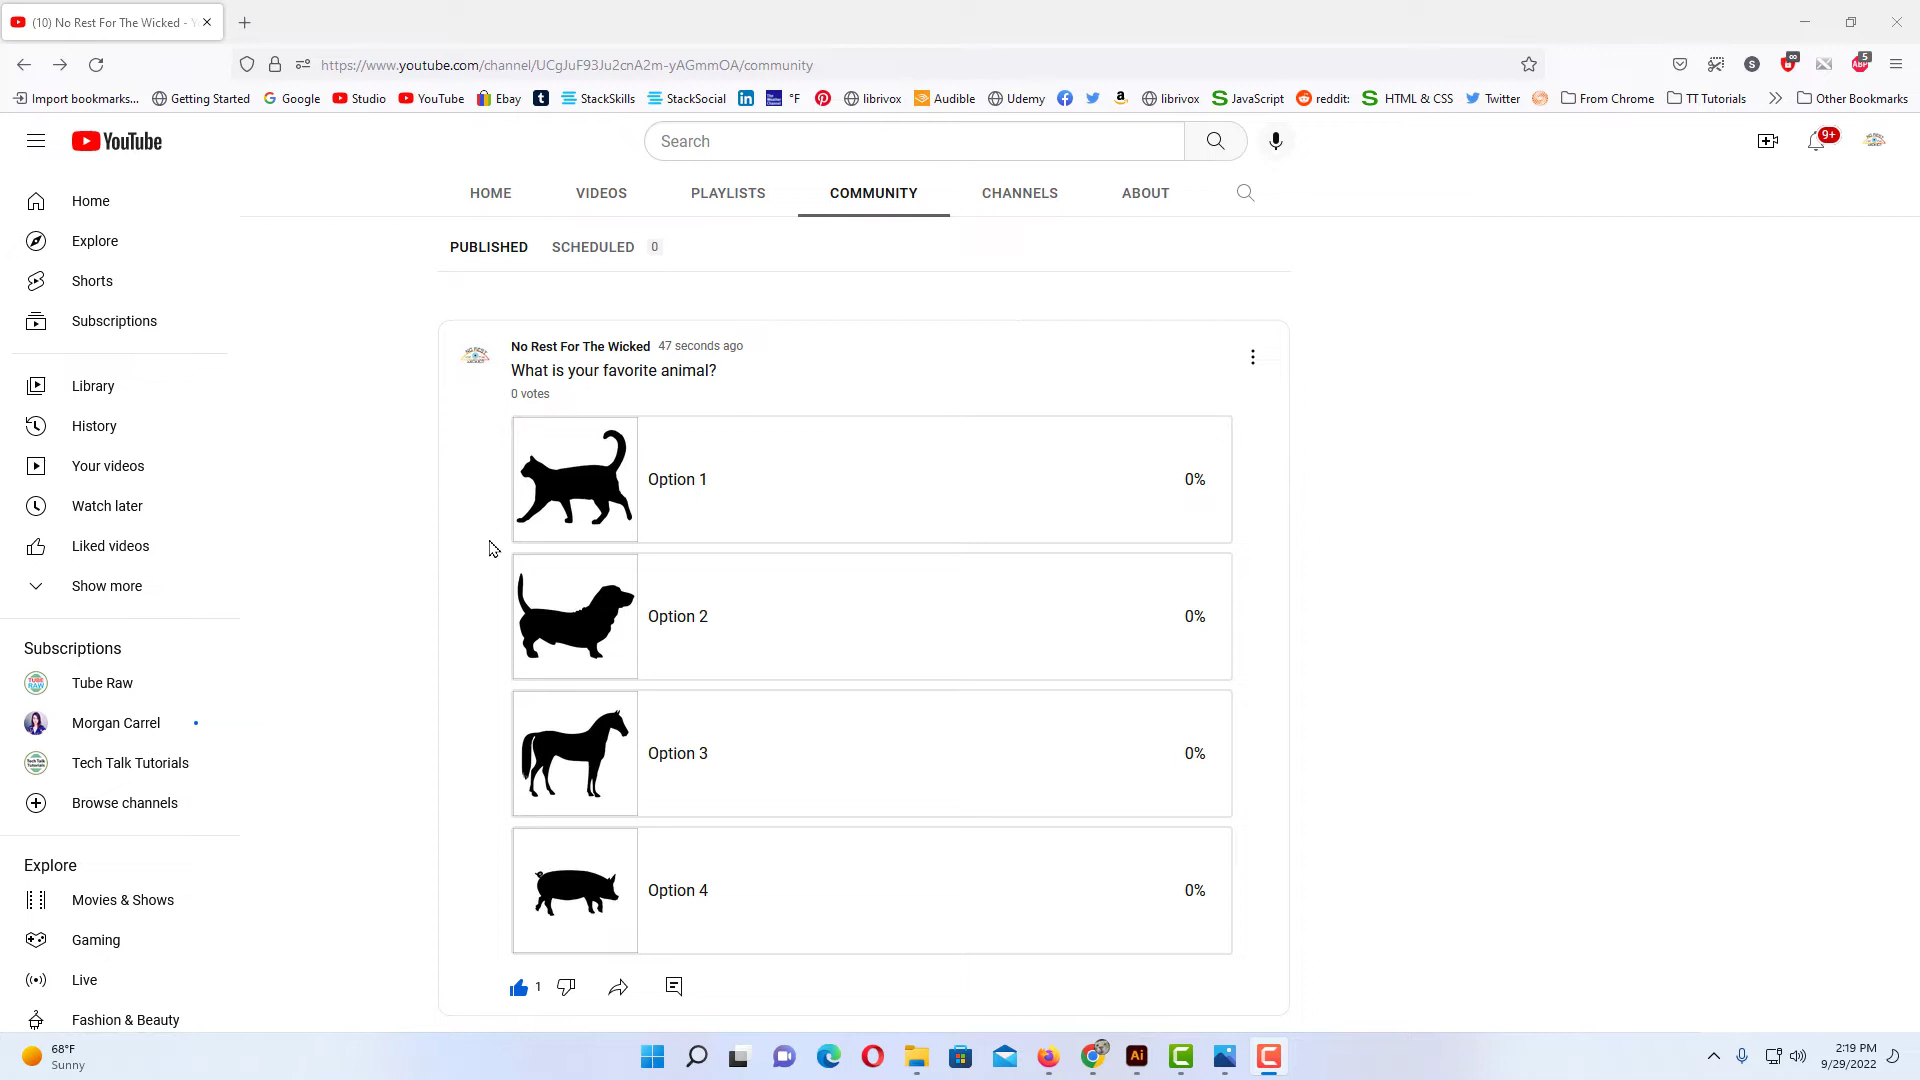 (10) No Rest For The Wicked - Y
https://www.youtube.com/channel/UCgJuF93Ju2cnA2m-yAGmmOA/community
Import bookmarks... Getting Started Google Studio YouTube Ebay StackSkills StackSocial °F librivox Audible Udemy librivox JavaScript reddit: HTML & CSS Twitter From Chrome TT Tutorials Other Bookmarks
YouTube
Search
9+
HOME VIDEOS PLAYLISTS COMMUNITY CHANNELS ABOUT
PUBLISHED SCHEDULED 0
Home
Explore
Shorts
Subscriptions
Library
History
Your videos
Watch later
Liked videos
Show more
Subscriptions
Tube Raw
Morgan Carrel
Tech Talk Tutorials
Browse channels
Explore
Movies & Shows
Gaming
Live
Fashion & Beauty
No Rest For The Wicked 47 seconds ago
What is your favorite animal?
0 votes
Option 1 0%
Option 2 0%
Option 3 0%
Option 4 0%
1
68°F
Sunny
Ai
2:19 PM
9/29/2022